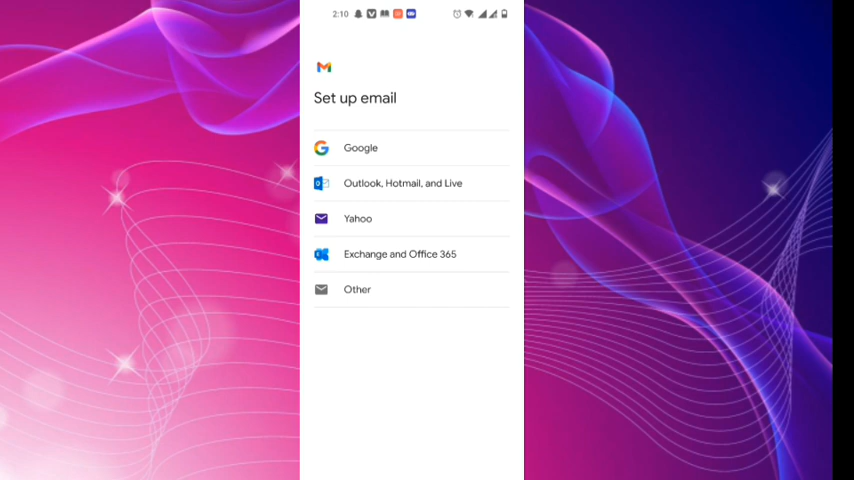 2:10
Set up email
Google
Outlook, Hotmail, and Live
Yahoo
Exchange and Office 365
Other